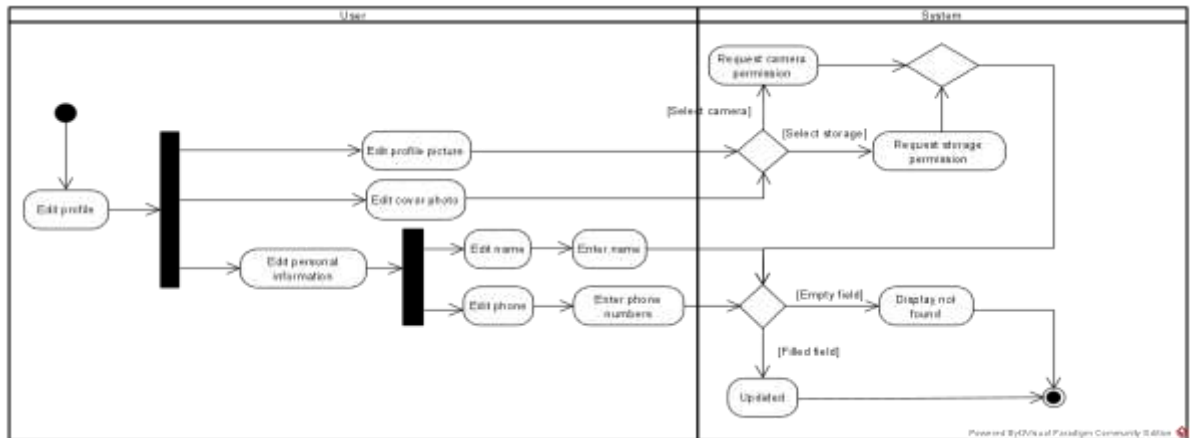 User
System
Request camera
permission
[Select camera]
[Select storage]
Edit profile picture
Request storage
permission
Edit profile
Edit cover photo
Edit personal
information
Edit name
Enter name
Edit phone
Enter phone
numbers
[Empty field]
Display not
found
[Filled field]
Updated
Powered By©Visual Paradigm Community Edition